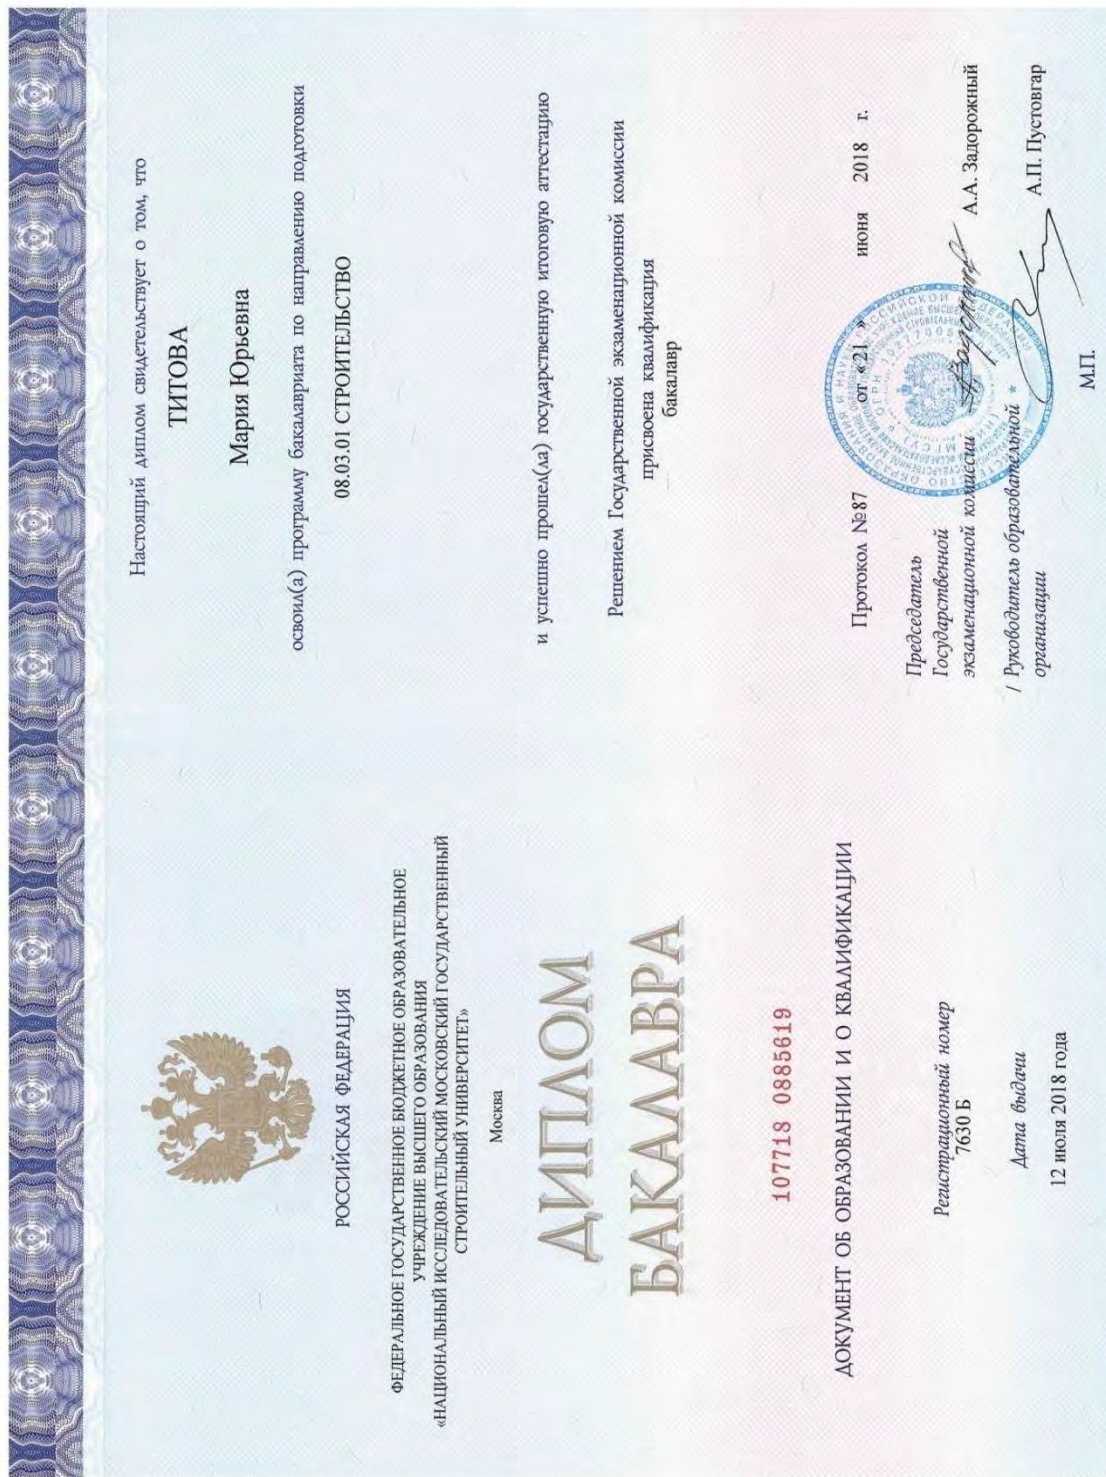 РОССИЙСКАЯ ФЕДЕРАЦИЯ
ФЕДЕРАЛЬНОЕ ГОСУДАРСТВЕННОЕ БЮДЖЕТНОЕ ОБРАЗОВАТЕЛЬНОЕ
УЧРЕЖДЕНИЕ ВЫСШЕГО ОБРАЗОВАНИЯ
«НАЦИОНАЛЬНЫЙ ИССЛЕДОВАТЕЛЬСКИЙ МОСКОВСКИЙ ГОСУДАРСТВЕННЫЙ
СТРОИТЕЛЬНЫЙ УНИВЕРСИТЕТ»
Москва
ДИПЛОМ
БАКАЛАВРА
107718 0885619
ДОКУМЕНТ ОБ ОБРАЗОВАНИИ И О КВАЛИФИКАЦИИ
Регистрационный номер
7630 Б
Дата выдачи
12 июля 2018 года
Настоящий диплом свидетельствует о том, что
ТИТОВА
Мария Юрьевна
освоил(а) программу бакалавриата по направлению подготовки
08.03.01 СТРОИТЕЛЬСТВО
и успешно прошел(ла) государственную итоговую аттестацию
Решением Государственной экзаменационной комиссии
присвоена квалификация
бакалавр
Протокол №87 от «21 » июня 2018 г.
Председатель
Государственной
экзаменационной комиссии А.А. Задорожный
/ Руководитель образовательной А.П. Пустовгар
организации
М.П.